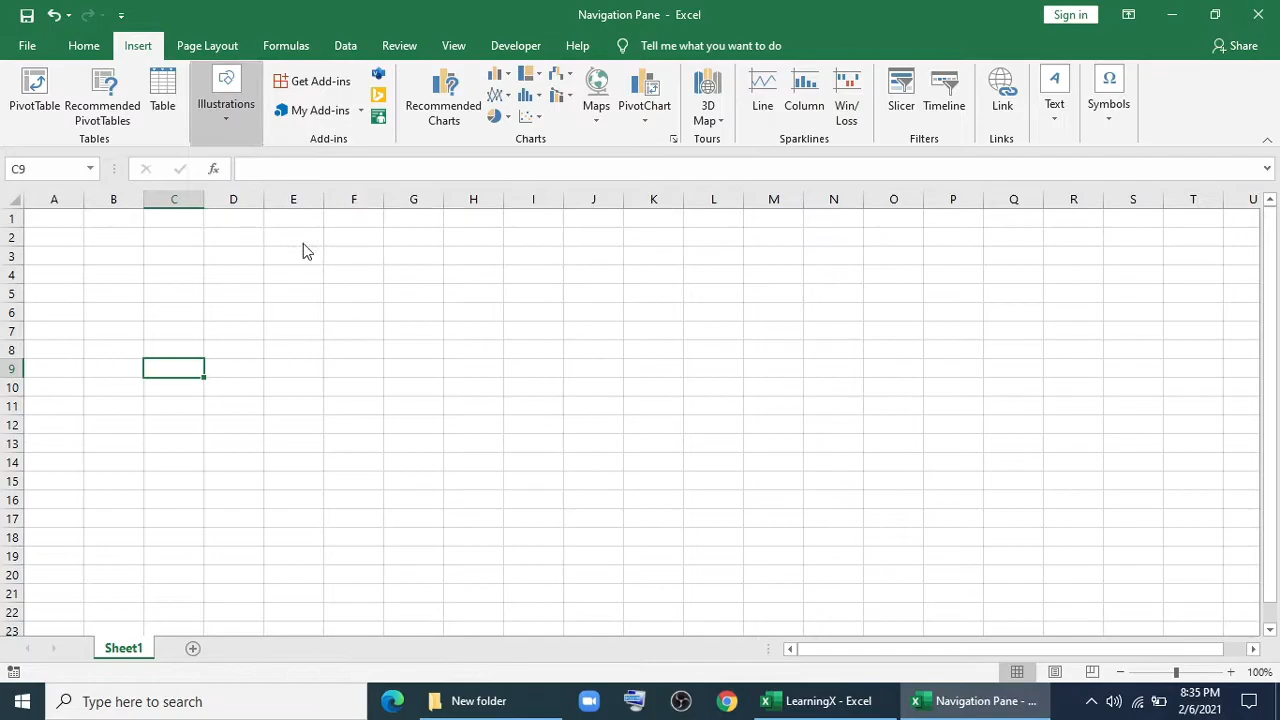 Navigation Pane - Excel
Sign in
File Home Insert Page Layout Formulas Data Review View Developer Help Tell me what you want to do Share
PivotTable
Recommended
PivotTables
Table
Tables
Illustrations
Get Add-ins
My Add-ins
Add-ins
Recommended
Charts
Maps
PivotChart
Charts
3D
Map
Tours
Line
Column
Win/
Loss
Sparklines
Slicer
Timeline
Filters
Link
Links
Text
Symbols
C9
fx
A B C D E F G H I J K L M N O P Q R S T U
1
2
3
4
5
6
7
8
9
10
11
12
13
14
15
16
17
18
19
20
21
22
23
Sheet1
100%
Type here to search
New folder
LearningX - Excel
Navigation Pane - ...
8:35 PM
2/6/2021